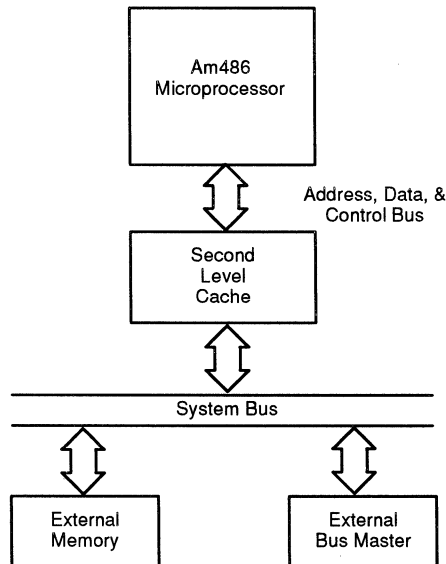 Am486
Microprocessor
Address, Data, &
Control Bus
Second
Level
Cache
System Bus
External
Memory
External
Bus Master